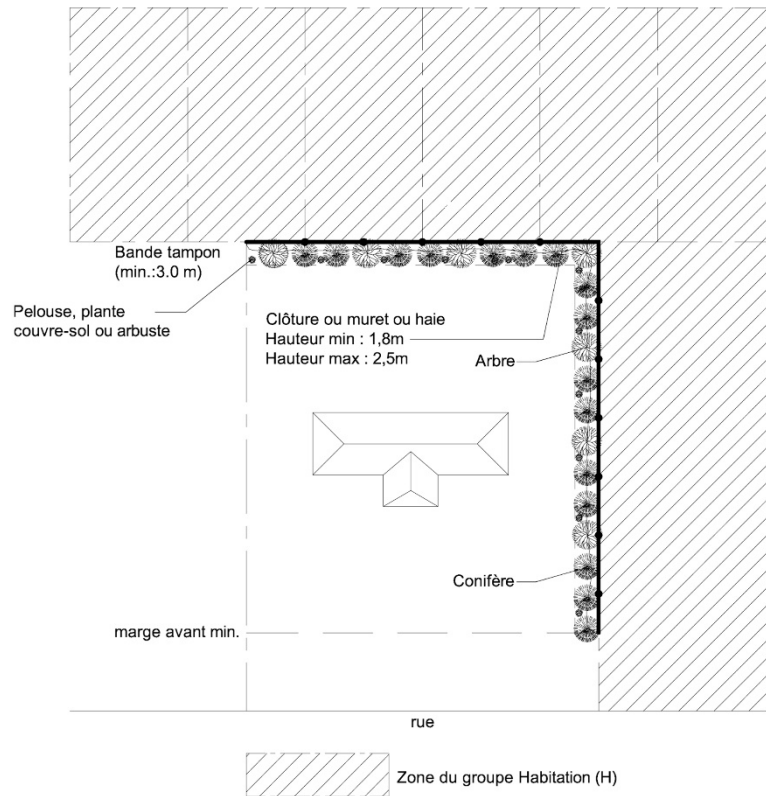 Bande tampon
(min.:3.0 m)
Pelouse, plante
couvre-sol ou arbuste
Clôture ou muret ou haie
Hauteur min : 1,8m
Hauteur max : 2,5m
Arbre
Conifère
marge avant min.
rue
Zone du groupe Habitation (H)